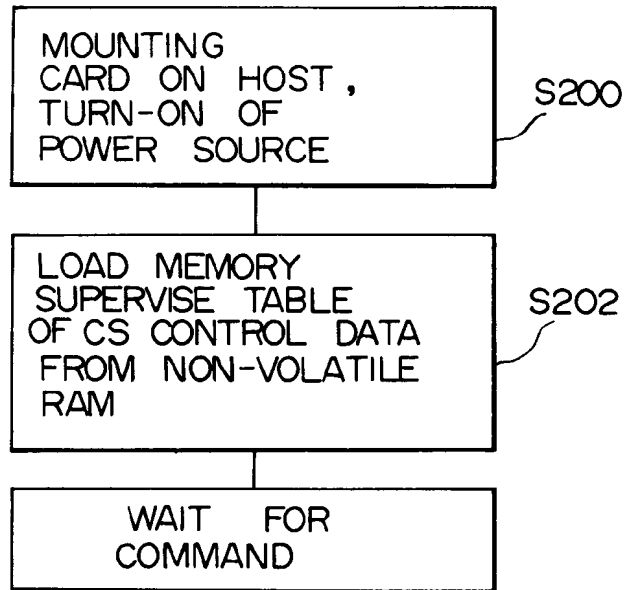 MOUNTING
CARD ON HOST,
TURN-ON OF
POWER SOURCE
S200
LOAD MEMORY
SUPERVISE TABLE
OF CS CONTROL DATA
FROM NON-VOLATILE
RAM
S202
WAIT FOR
COMMAND